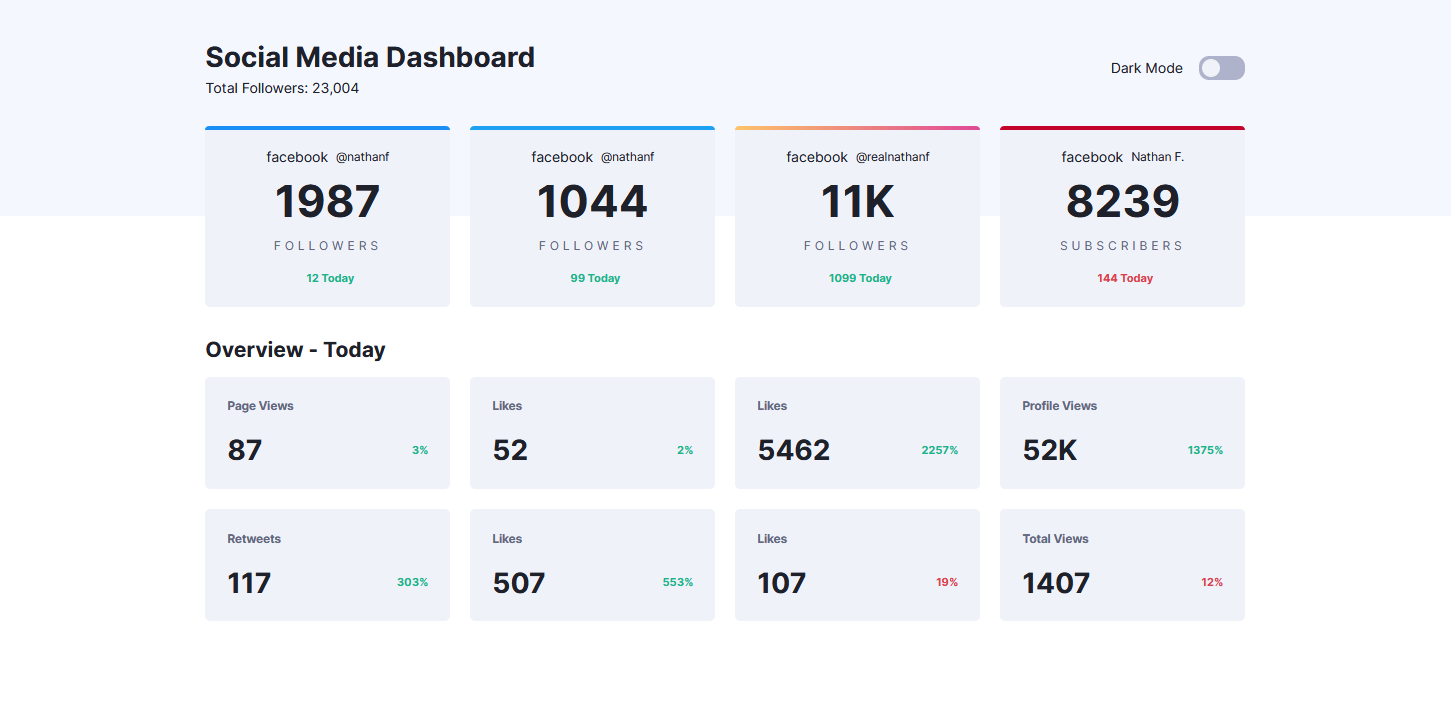 Social Media Dashboard
Total Followers: 23,004
Dark Mode
facebook @nathanf
1987
FOLLOWERS
12 Today
facebook @nathanf
1044
FOLLOWERS
99 Today
facebook @realnathanf
11K
FOLLOWERS
1099 Today
facebook Nathan F.
8239
SUBSCRIBERS
144 Today
Overview - Today
Page Views
87 3%
Likes
52 2%
Likes
5462 2257%
Profile Views
52K 1375%
Retweets
117 303%
Likes
507 553%
Likes
107 19%
Total Views
1407 12%